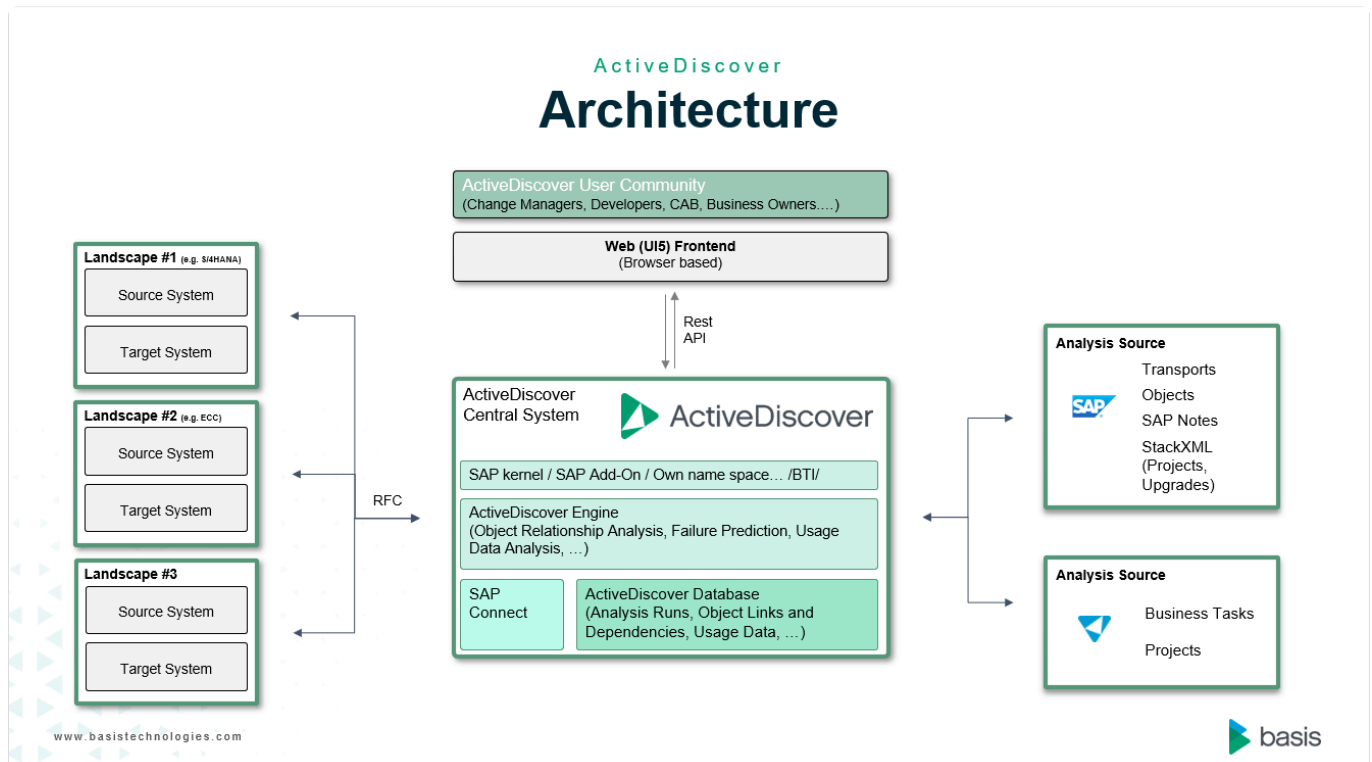 ActiveDiscover
Architecture
ActiveDiscover User Community
(Change Managers, Developers, CAB, Business Owners….)
Web (UI5) Frontend
(Browser based)
Rest
API
Landscape #1 (e.g. S/4HANA)
Source System
Target System
Landscape #2 (e.g. ECC)
Source System
Target System
Landscape #3
Source System
Target System
RFC
ActiveDiscover
Central System
ActiveDiscover
SAP kernel / SAP Add-On / Own name space… /BTI/
ActiveDiscover Engine
(Object Relationship Analysis, Failure Prediction, Usage
Data Analysis, …)
SAP
Connect
ActiveDiscover Database
(Analysis Runs, Object Links and
Dependencies, Usage Data, …)
Analysis Source
SAP
Transports
Objects
SAP Notes
StackXML
(Projects,
Upgrades)
Analysis Source
Business Tasks
Projects
www.basistechnologies.com
basis